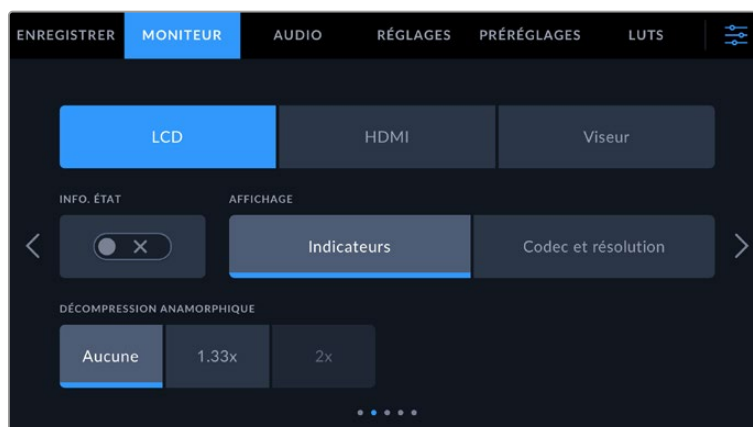 ENREGISTRER MONITEUR AUDIO RÉGLAGES PRÉRÉGLAGES LUTS
LCD HDMI Viseur
INFO. ÉTAT AFFICHAGE
Indicateurs Codec et résolution
DÉCOMPRESSION ANAMORPHIQUE
Aucune 1.33x 2x